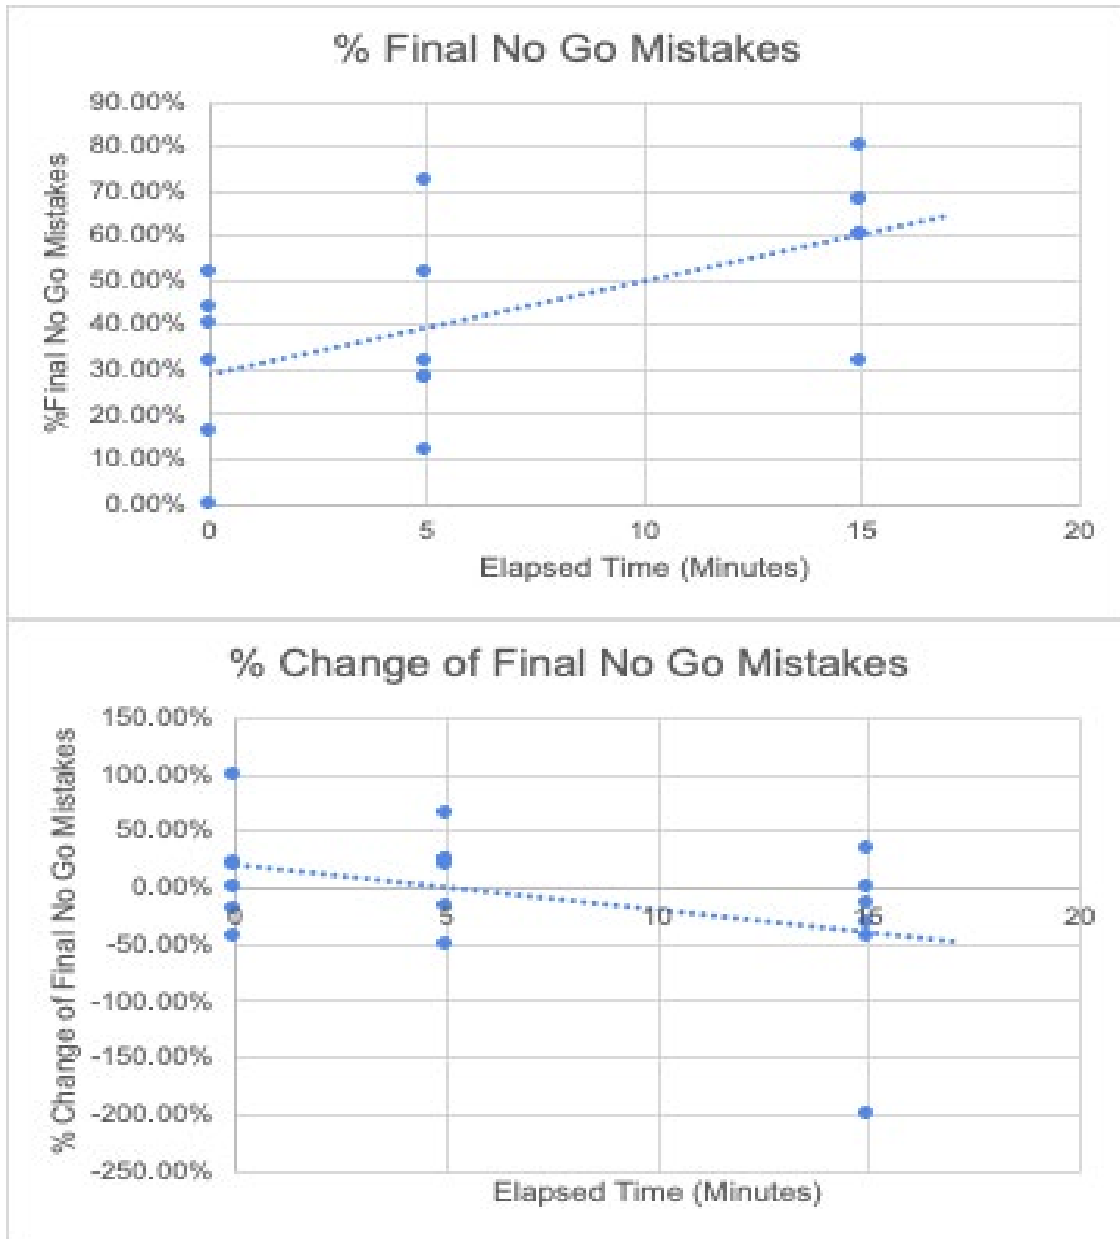 % Final No Go Mistakes
%Final No Go Mistakes
90.00%
80.00%
70.00%
60.00%
50.00%
40.00%
30.00%
20.00%
10.00%
0.00%
0 5 10 15 20
Elapsed Time (Minutes)
% Change of Final No Go Mistakes
% Change of Final No Go Mistakes
150.00%
100.00%
50.00%
0.00%
0 5 10 15 20
-50.00%
-100.00%
-150.00%
-200.00%
-250.00%
Elapsed Time (Minutes)